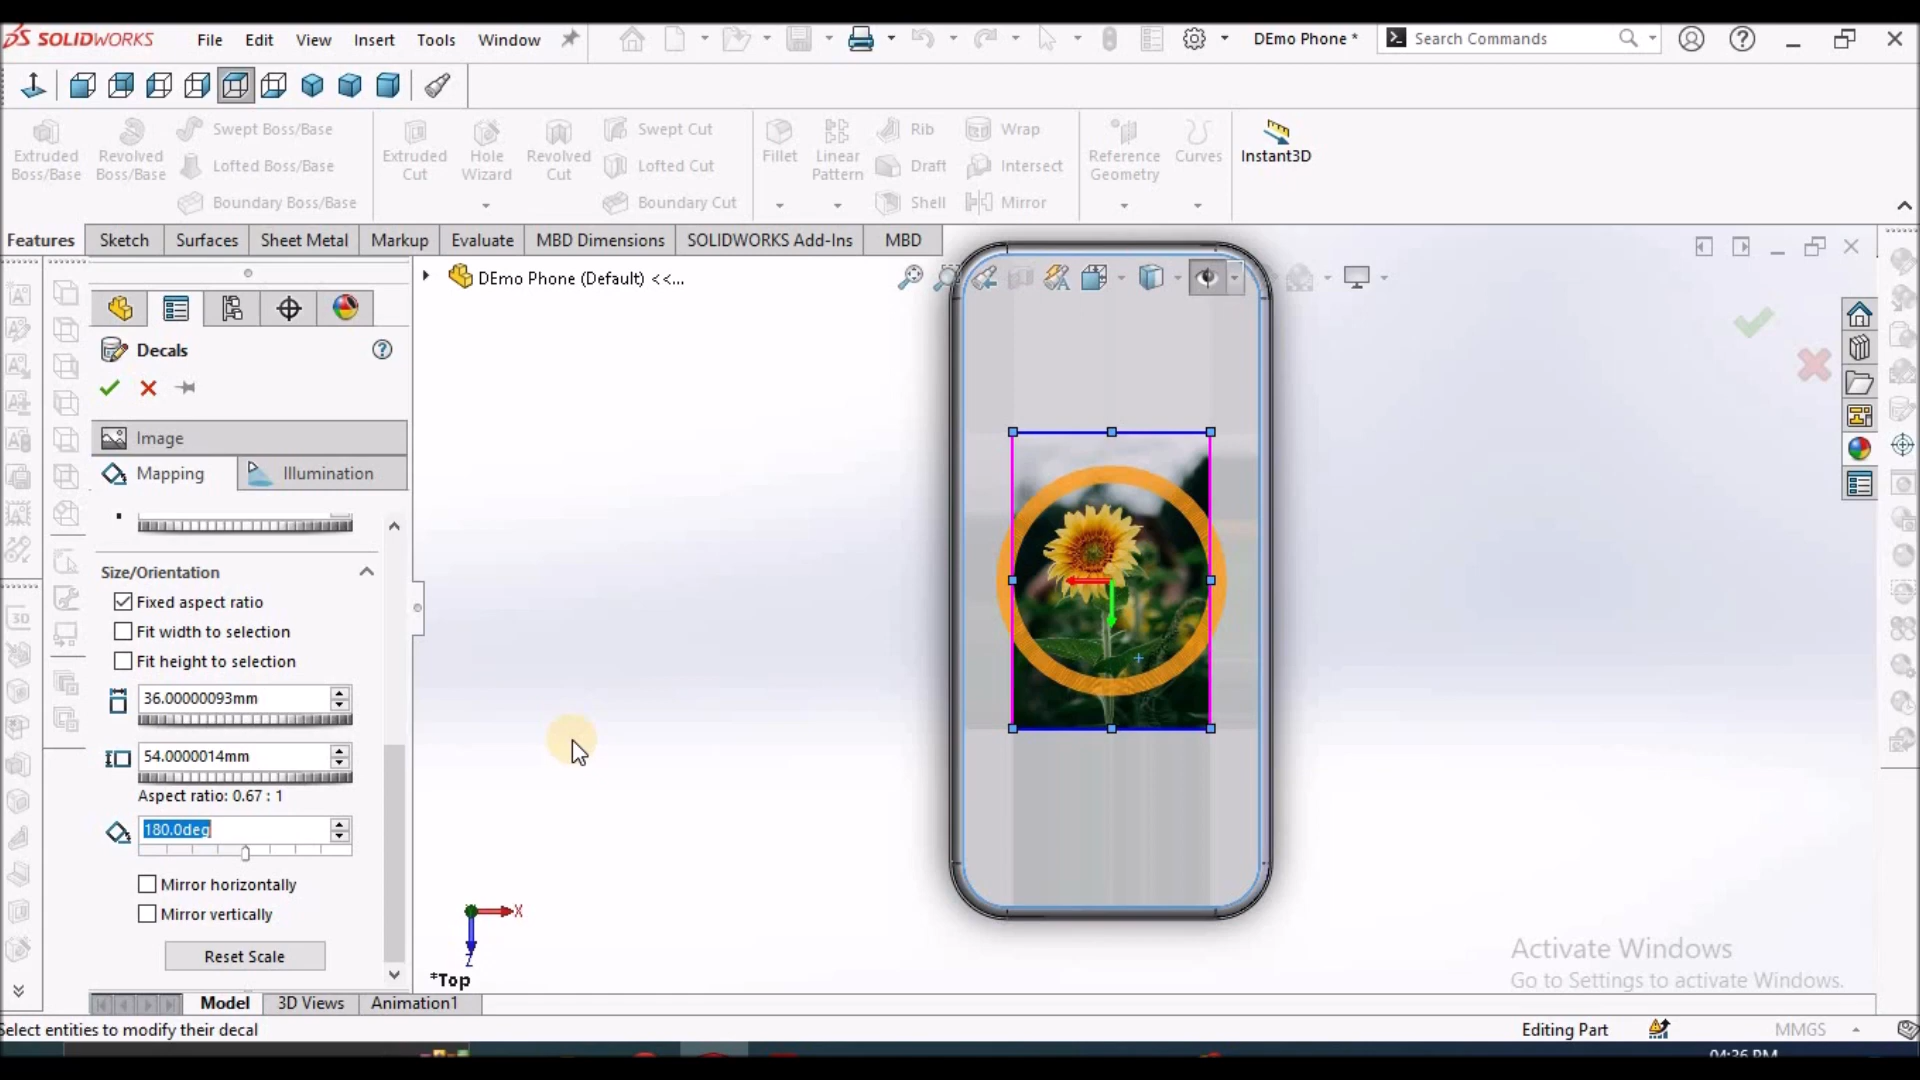 SOLIDWORKS File Edit View Insert Tools Window DEmo Phone * Search Commands
Extruded Boss/Base Revolved Boss/Base Swept Boss/Base Lofted Boss/Base Boundary Boss/Base Extruded Cut Hole Wizard Revolved Cut Swept Cut Lofted Cut Boundary Cut Fillet Linear Pattern Rib Draft Shell Wrap Intersect Mirror Reference Geometry Curves Instant3D
Features Sketch Surfaces Sheet Metal Markup Evaluate MBD Dimensions SOLIDWORKS Add-Ins MBD
DEmo Phone (Default) <<...
Decals
Image
Mapping Illumination
Size/Orientation
Fixed aspect ratio
Fit width to selection
Fit height to selection
36.00000093mm
54.0000014mm
Aspect ratio: 0.67 : 1
180.0deg
Mirror horizontally
Mirror vertically
Reset Scale
X
Z
*Top
Activate Windows
Go to Settings to activate Windows.
Model 3D Views Animation1
Select entities to modify their decal Editing Part MMGS
04:36 PM